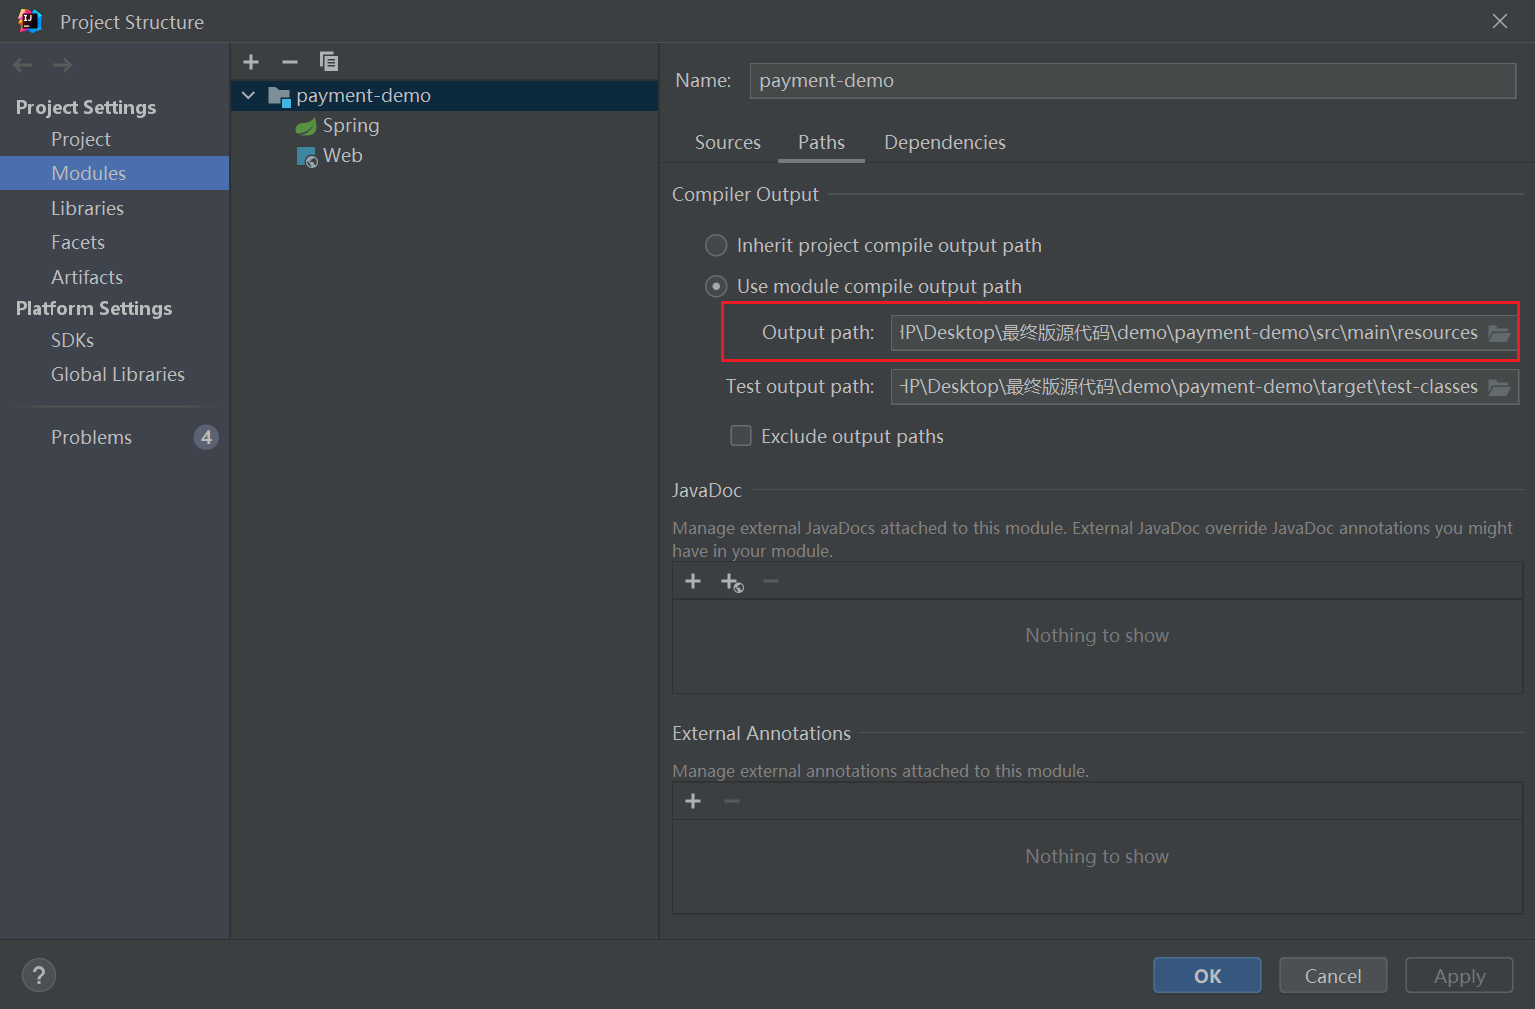 Project Structure
Project Settings
Project
Modules
Libraries
Facets
Artifacts
Platform Settings
SDKs
Global Libraries
Problems 4
payment-demo
Spring
Web
Name: payment-demo
Sources Paths Dependencies
Compiler Output
Inherit project compile output path
Use module compile output path
Output path: HP\Desktop\最终版源代码\demo\payment-demo\src\main\resources
Test output path: HP\Desktop\最终版源代码\demo\payment-demo\target\test-classes
Exclude output paths
JavaDoc
Manage external JavaDocs attached to this module. External JavaDoc override JavaDoc annotations you might
have in your module.
Nothing to show
External Annotations
Manage external annotations attached to this module.
Nothing to show
?
OK Cancel Apply